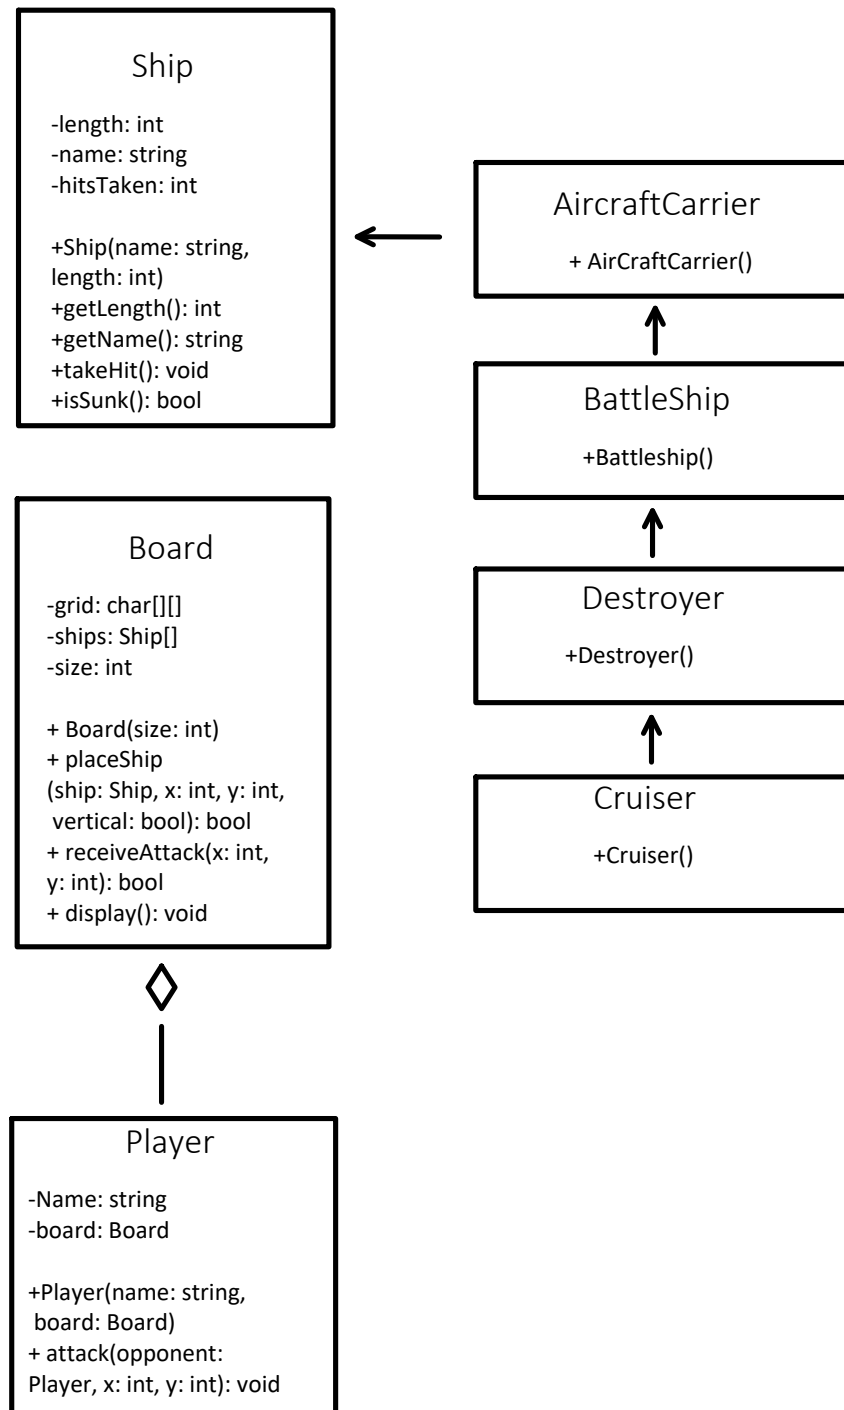 Ship
-length: int
-name: string
-hitsTaken: int
+Ship(name: string,
length: int)
+getLength(): int
+getName(): string
+takeHit(): void
+isSunk(): bool
AircraftCarrier
+ AirCraftCarrier()
BattleShip
+Battleship()
Destroyer
+Destroyer()
Cruiser
+Cruiser()
Board
-grid: char[][]
-ships: Ship[]
-size: int
+ Board(size: int)
+ placeShip
(ship: Ship, x: int, y: int,
vertical: bool): bool
+ receiveAttack(x: int,
y: int): bool
+ display(): void
Player
-Name: string
-board: Board
+Player(name: string,
board: Board)
+ attack(opponent:
Player, x: int, y: int): void